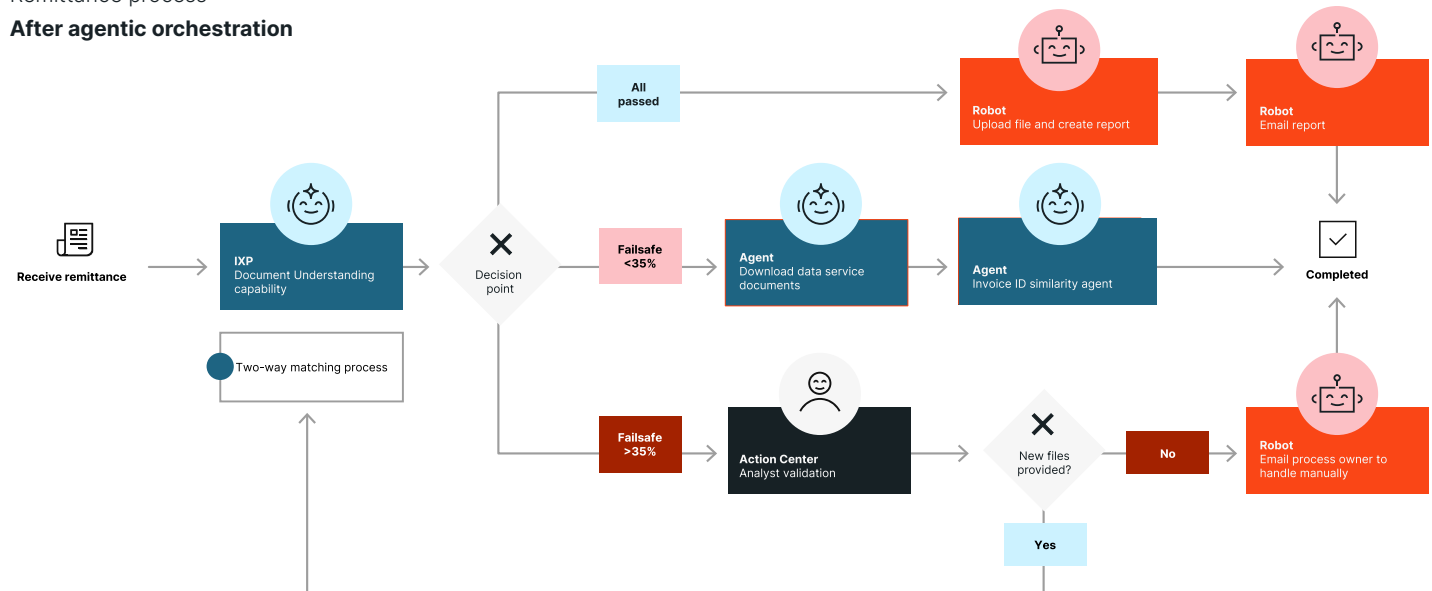 Remittance process
After agentic orchestration
All
passed
Robot
Upload file and create report
Robot
Email report
Receive remittance
IXP
Document Understanding
capability
Decision
point
Failsafe
<35%
Agent
Download data service
documents
Agent
Invoice ID similarity agent
Completed
Two-way matching process
Failsafe
>35%
Action Center
Analyst validation
New files
provided?
No
Robot
Email process owner to
handle manually
Yes